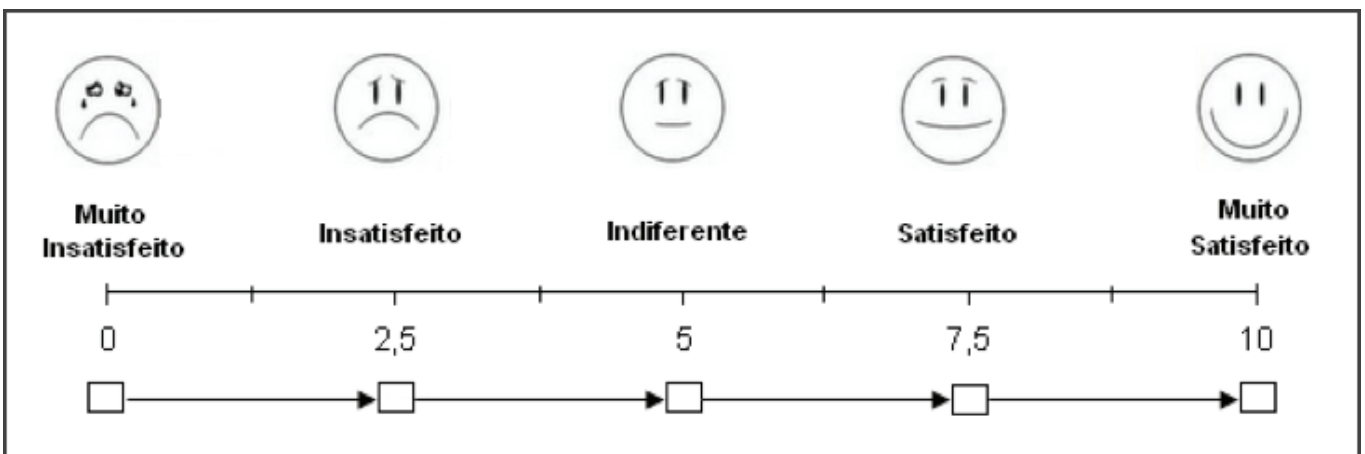 Muito
Insatisfeito
Insatisfeito
Indiferente
Satisfeito
Muito
Satisfeito
0 2,5 5 7,5 10